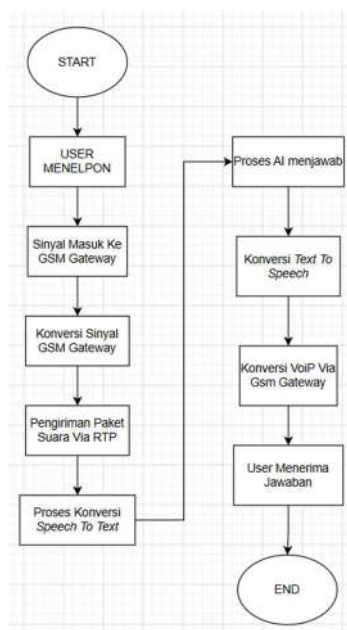 START
USER
MENELPON
Sinyal Masuk Ke
GSM Gateway
Konversi Sinyal
GSM Gateway
Pengiriman Paket
Suara Via RTP
Proses Konversi
Speech To Text
Proses AI menjawab
Konversi Text To
Speech
Konversi VoiP Via
Gsm Gateway
User Menerima
Jawaban
END